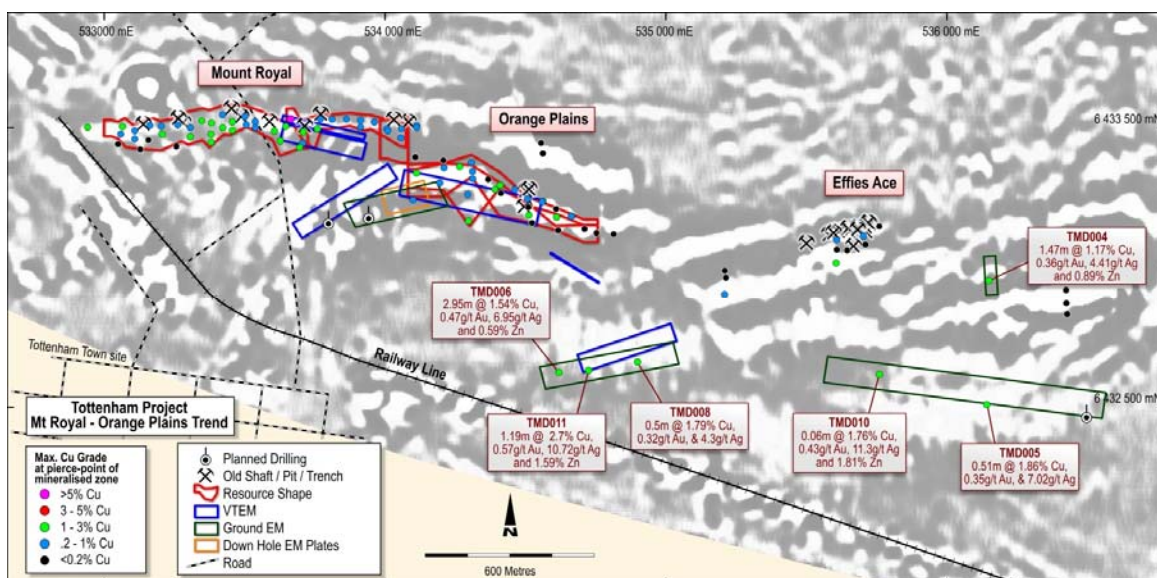 533000 mE
534 000 mE
535 000 mE
536 000 mE
Mount Royal
Orange Plains
6 433 500 mN
Effies Ace
TMD004
1.47m @ 1.17% Cu,
0.36g/t Au, 4.41g/t Ag
and 0.89% Zn
TMD006
2.95m @ 1.54% Cu,
0.47g/t Au, 6.95g/t Ag
and 0.59% Zn
Railway Line
Tottenham Town site
6 432 500 mN
TMD011
1.19m @ 2.7% Cu,
0.57g/t Au, 10.72g/t Ag
and 1.59% Zn
TMD008
0.5m @ 1.79% Cu,
0.32g/t Au, & 4.3g/t Ag
TMD010
0.06m @ 1.76% Cu,
0.43g/t Au, 11.3g/t Ag
and 1.81% Zn
TMD005
0.51m @ 1.86% Cu,
0.35g/t Au, & 7.02g/t Ag
Tottenham Project
Mt Royal - Orange Plains Trend
Max. Cu Grade
at pierce-point of
mineralised zone
>5% Cu
3 - 5% Cu
1 - 3% Cu
.2 - 1% Cu
<0.2% Cu
Planned Drilling
Old Shaft / Pit / Trench
Resource Shape
VTEM
Ground EM
Down Hole EM Plates
Road
N
600 Metres